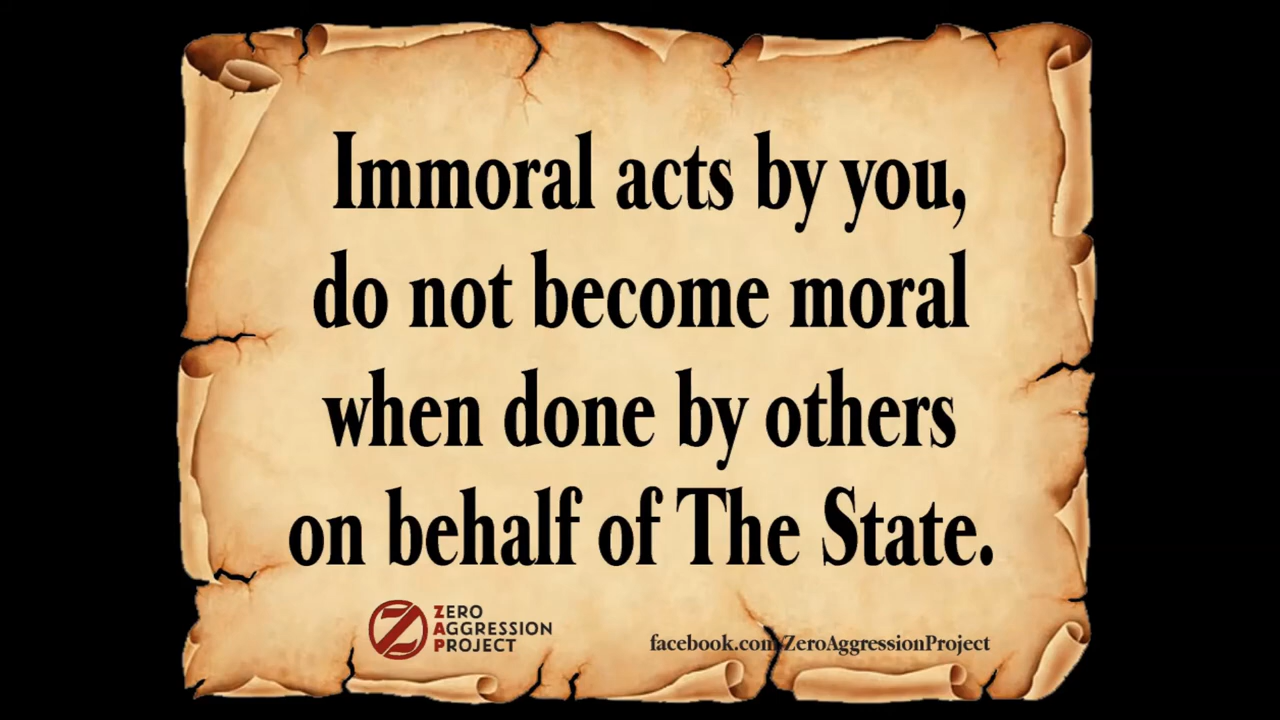 Immoral acts by you,
do not become moral
when done by others
on behalf of The State.
Z
ZERO
AGGRESSION
PROJECT
facebook.com/ZeroAggressionProject